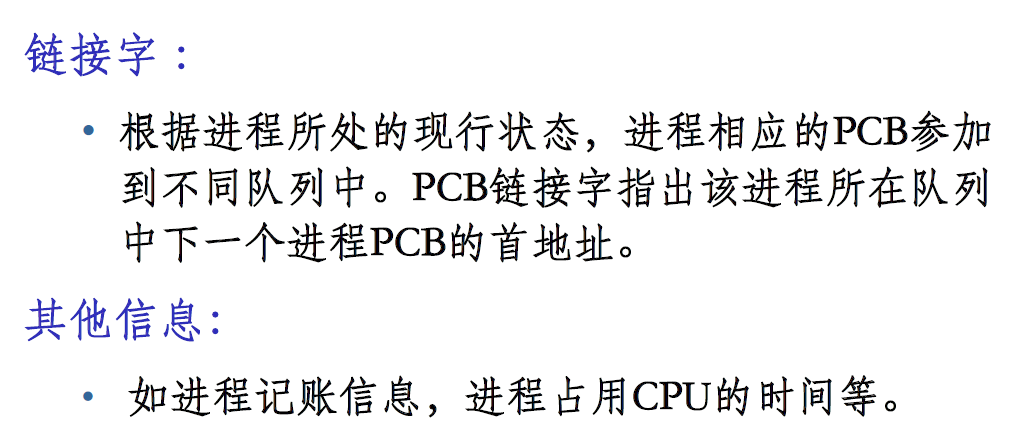 链接字：
• 根据进程所处的现行状态，进程相应的PCB参加
到不同队列中。PCB链接字指出该进程所在队列
中下一个进程PCB的首地址。
其他信息:
• 如进程记账信息，进程占用CPU的时间等。